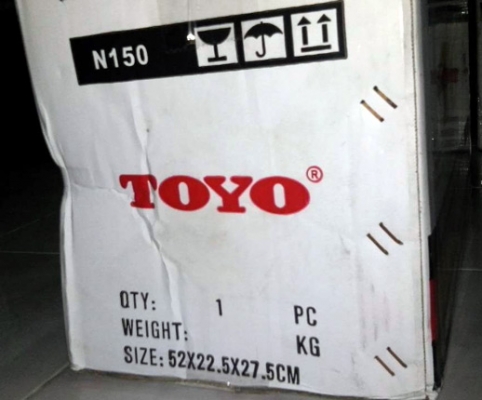 N150
TOYO®
QTY: 1 PC
WEIGHT: KG
SIZE: 52X22.5X27.5CM